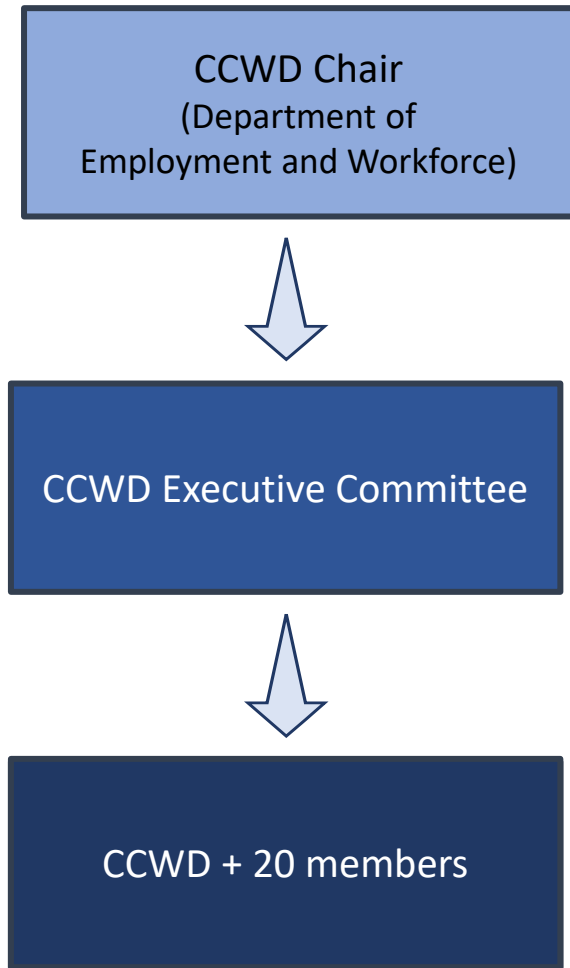 CCWD Chair
(Department of
Employment and Workforce)
CCWD Executive Committee
CCWD + 20 members